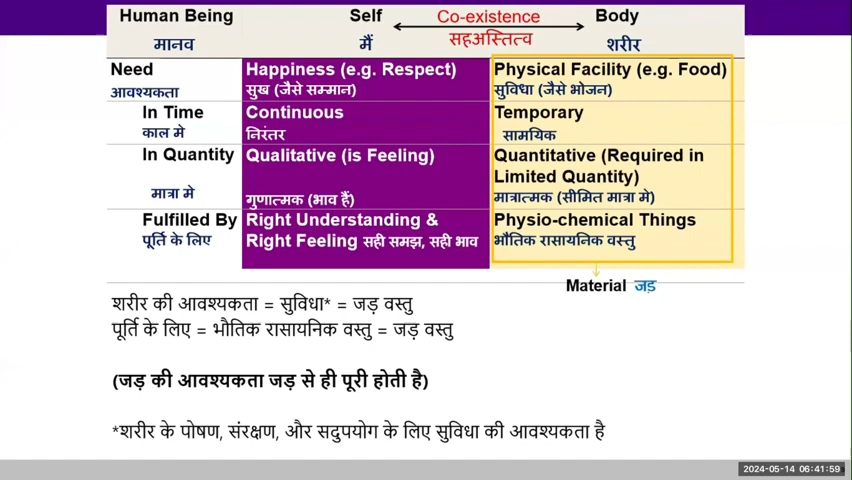 Human Being Self Co-existence Body
मानव मैं सहअस्तित्व शरीर
Need Happiness (e.g. Respect) Physical Facility (e.g. Food)
आवश्यकता सुख (जैसे सम्मान) सुविधा (जैसे भोजन)
In Time Continuous Temporary
काल मे निरंतर सामयिक
In Quantity Qualitative (is Feeling) Quantitative (Required in
Limited Quantity)
मात्रा मे गुणात्मक (भाव हैं) मात्रात्मक (सीमित मात्रा मे)
Fulfilled By Right Understanding & Physio-chemical Things
पूर्ति के लिए Right Feeling सही समझ, सही भाव भौतिक रासायनिक वस्तु
Material जड़
शरीर की आवश्यकता = सुविधा* = जड़ वस्तु
पूर्ति के लिए = भौतिक रासायनिक वस्तु = जड़ वस्तु
(जड़ की आवश्यकता जड़ से ही पूरी होती है)
*शरीर के पोषण, संरक्षण, और सदुपयोग के लिए सुविधा की आवश्यकता है
2024-05-14 06:41:59